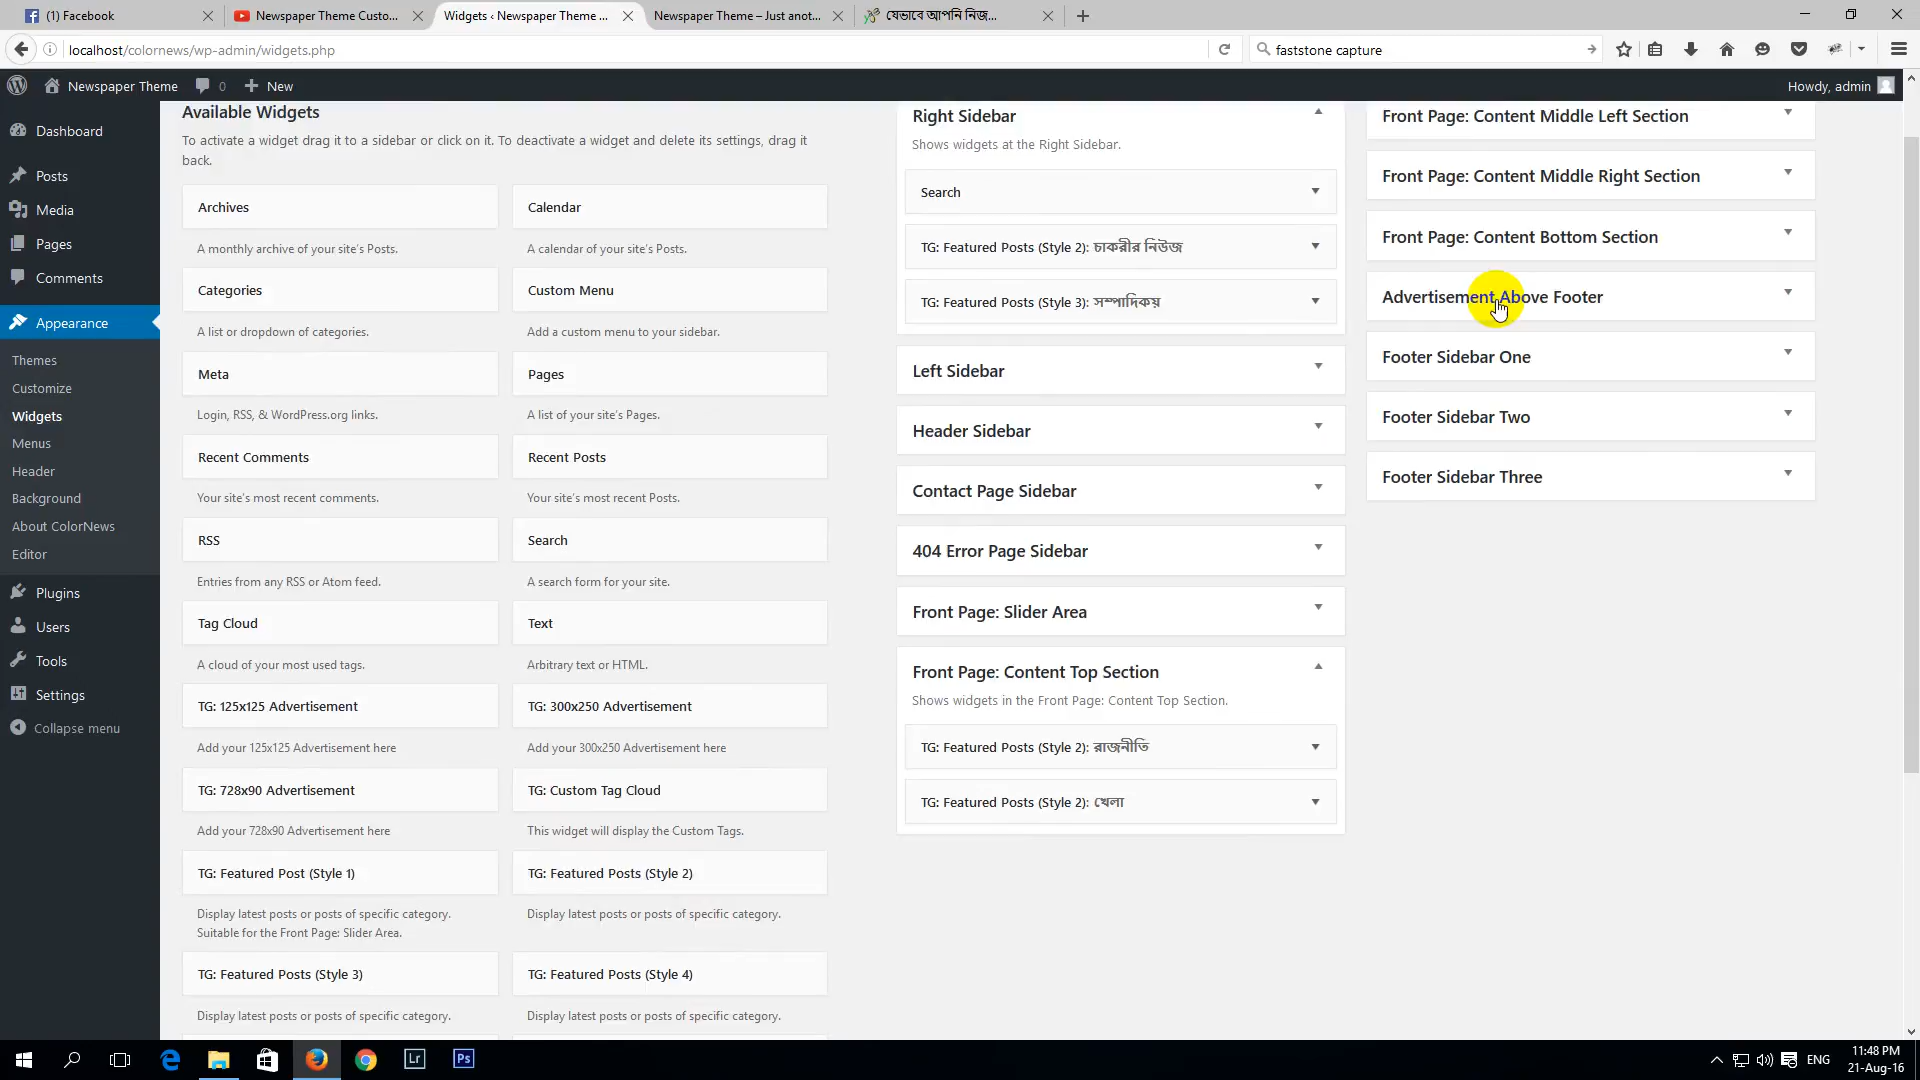 (1) Facebook
Newspaper Theme Custo...
Widgets ‹ Newspaper Theme ...
Newspaper Theme – Just anot...
যেভাবে আপনি নিজ...
localhost/colornews/wp-admin/widgets.php
faststone capture
Newspaper Theme
0
New
Howdy, admin
Dashboard
Posts
Media
Pages
Comments
Appearance
Themes
Customize
Widgets
Menus
Header
Background
About ColorNews
Editor
Plugins
Users
Tools
Settings
Collapse menu
Available Widgets
To activate a widget drag it to a sidebar or click on it. To deactivate a widget and delete its settings, drag it
back.
Archives
A monthly archive of your site's Posts.
Calendar
A calendar of your site's Posts.
Categories
A list or dropdown of categories.
Custom Menu
Add a custom menu to your sidebar.
Meta
Login, RSS, & WordPress.org links.
Pages
A list of your site's Pages.
Recent Comments
Your site's most recent comments.
Recent Posts
Your site's most recent Posts.
RSS
Entries from any RSS or Atom feed.
Search
A search form for your site.
Tag Cloud
A cloud of your most used tags.
Text
Arbitrary text or HTML.
TG: 125x125 Advertisement
Add your 125x125 Advertisement here
TG: 300x250 Advertisement
Add your 300x250 Advertisement here
TG: 728x90 Advertisement
Add your 728x90 Advertisement here
TG: Custom Tag Cloud
This widget will display the Custom Tags.
TG: Featured Post (Style 1)
Display latest posts or posts of specific category.
Suitable for the Front Page: Slider Area.
TG: Featured Posts (Style 2)
Display latest posts or posts of specific category.
TG: Featured Posts (Style 3)
Display latest posts or posts of specific category.
TG: Featured Posts (Style 4)
Display latest posts or posts of specific category.
Right Sidebar
Shows widgets at the Right Sidebar.
Search
TG: Featured Posts (Style 2): চাকরীর নিউজ
TG: Featured Posts (Style 3): সম্পাদিকয়
Left Sidebar
Header Sidebar
Contact Page Sidebar
404 Error Page Sidebar
Front Page: Slider Area
Front Page: Content Top Section
Shows widgets in the Front Page: Content Top Section.
TG: Featured Posts (Style 2): রাজনীতি
TG: Featured Posts (Style 2): খেলা
Front Page: Content Middle Left Section
Front Page: Content Middle Right Section
Front Page: Content Bottom Section
Advertisement Above Footer
Footer Sidebar One
Footer Sidebar Two
Footer Sidebar Three
Lr
Ps
ENG
11:48 PM
21-Aug-16